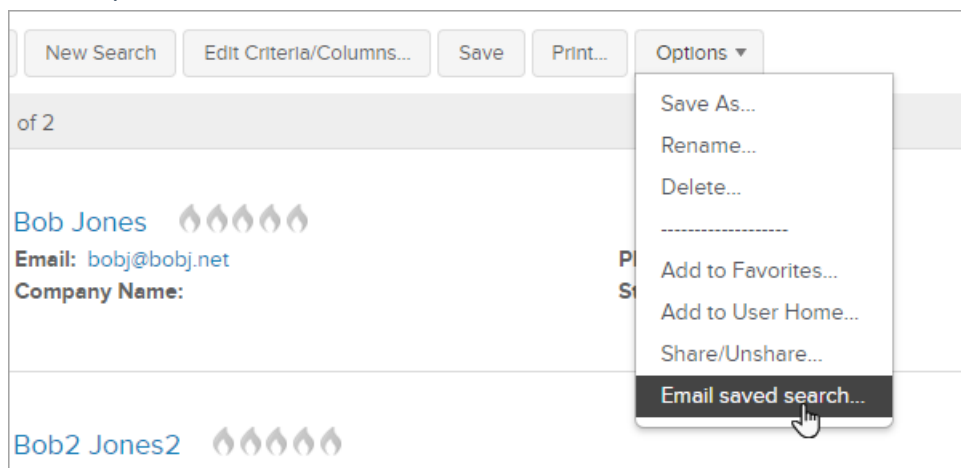 New Search Edit Criteria/Columns... Save Print... Options ▼
of 2
Save As...
Rename...
Delete...
-------------------
Add to Favorites...
Add to User Home...
Share/Unshare...
Email saved search...
Bob Jones
Email: bobj@bobj.net
Company Name:
Bob2 Jones2